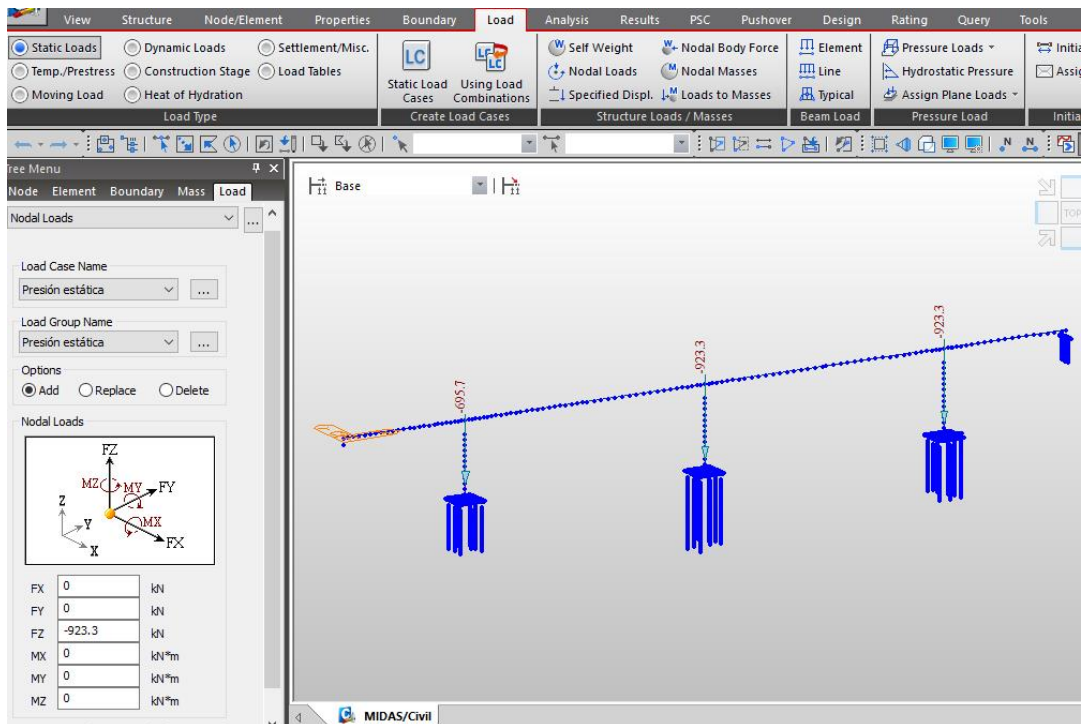 View Structure Node/Element Properties Boundary Load Analysis Results PSC Pushover Design Rating Query Tools
Static Loads Dynamic Loads Settlement/Misc.
Temp./Prestress Construction Stage Load Tables
Moving Load Heat of Hydration
Load Type
LC
Static Load
Cases
Using Load
Combinations
Create Load Cases
Self Weight Nodal Body Force
Nodal Loads Nodal Masses
Specified Displ. Loads to Masses
Structure Loads / Masses
Element
Line
Typical
Beam Load
Pressure Loads
Hydrostatic Pressure
Assign Plane Loads
Pressure Load
Tree Menu
Node Element Boundary Mass Load
Nodal Loads
...
Load Case Name
Presión estática
...
Load Group Name
Presión estática
...
Options
Add Replace Delete
Nodal Loads
FZ
MZ MY FY
MX
FX
Z
Y
X
FX 0 kN
FY 0 kN
FZ -923.3 kN
MX 0 kN*m
MY 0 kN*m
MZ 0 kN*m
Base
TOP
-695.7
-923.3
-923.3
MIDAS/Civil